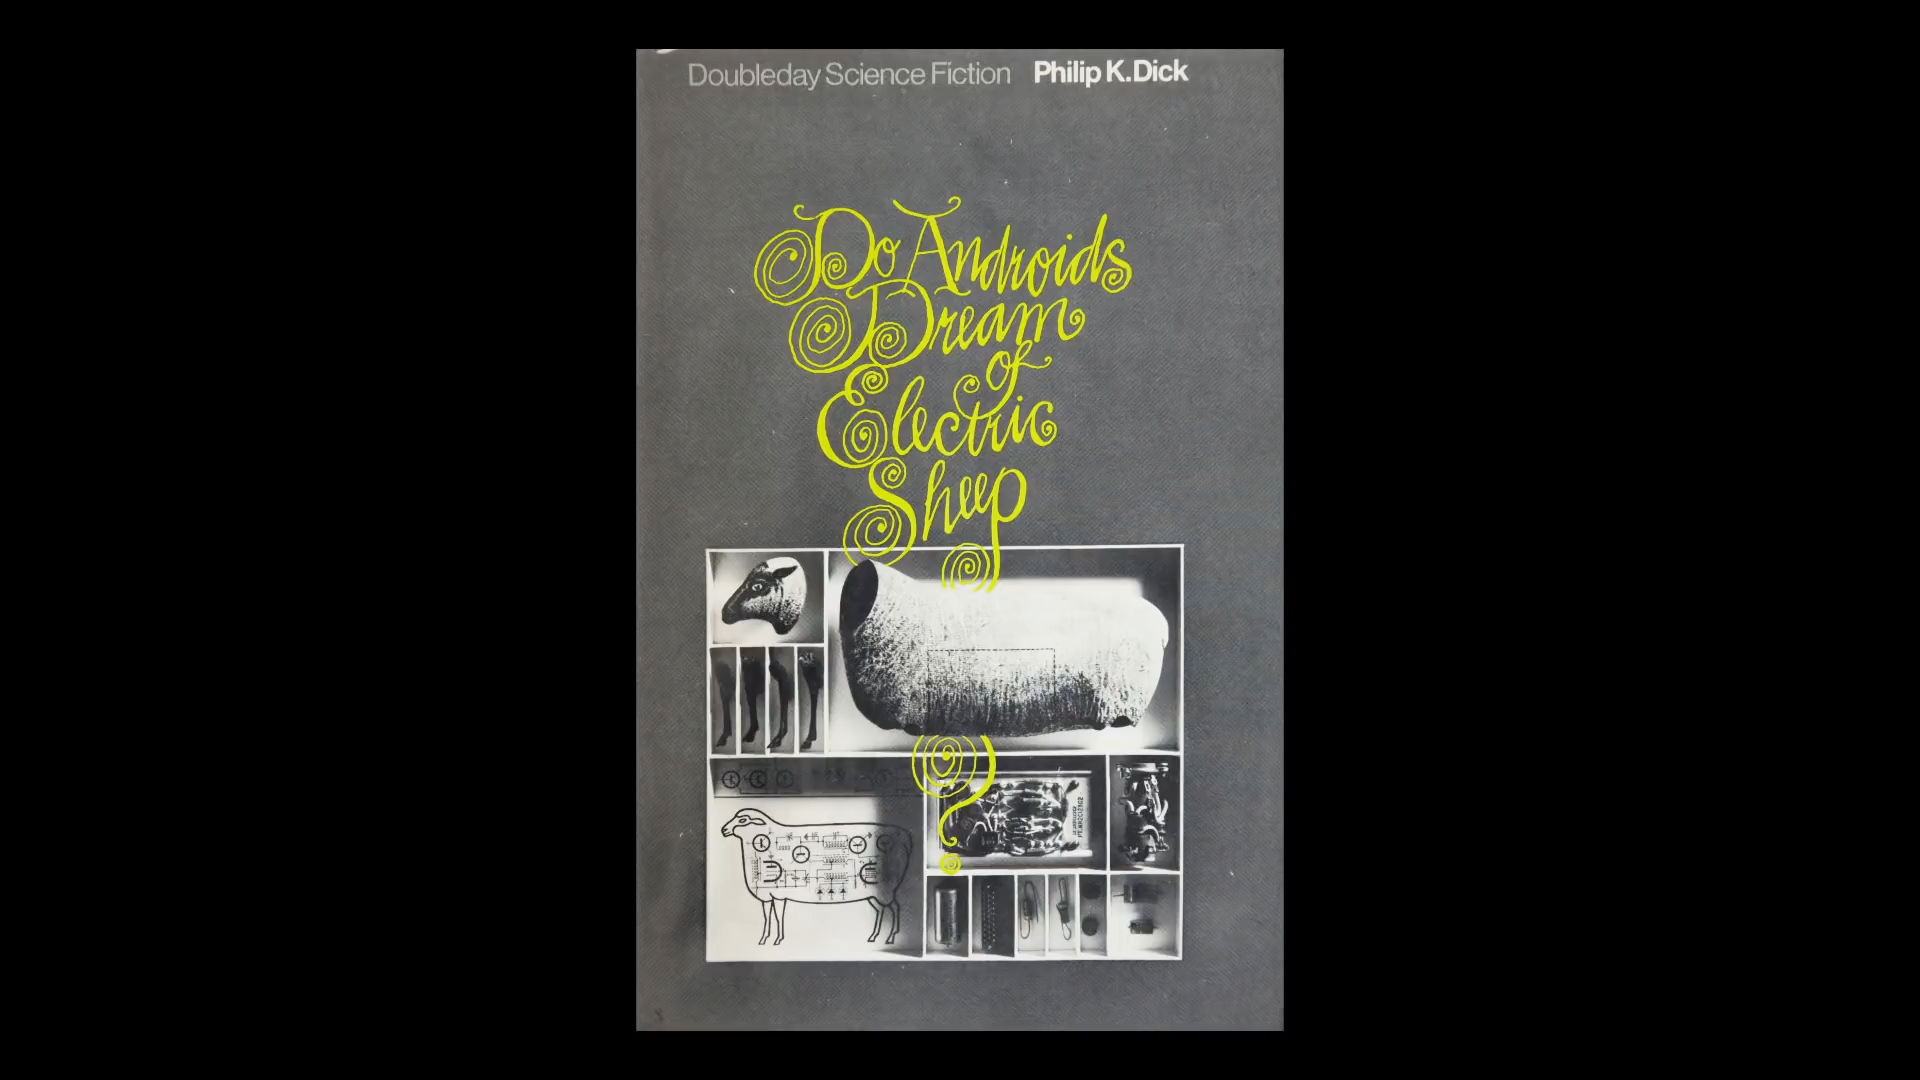 Doubleday Science Fiction Philip K. Dick
Do Androids
Dream
of
Electric
Sheep
?